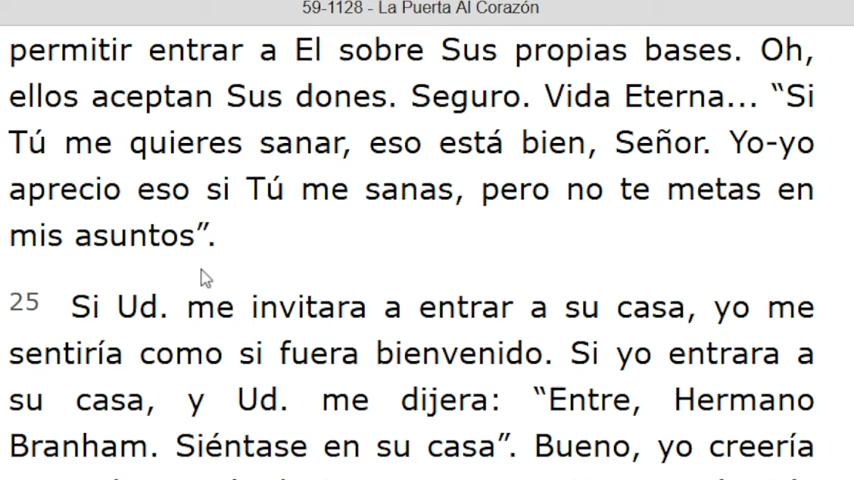 59-1128 - La Puerta Al Corazón
permitir entrar a El sobre Sus propias bases. Oh,
ellos aceptan Sus dones. Seguro. Vida Eterna... “Si
Tú me quieres sanar, eso está bien, Señor. Yo-yo
aprecio eso si Tú me sanas, pero no te metas en
mis asuntos”.
25 Si Ud. me invitara a entrar a su casa, yo me
sentiría como si fuera bienvenido. Si yo entrara a
su casa, y Ud. me dijera: “Entre, Hermano
Branham. Siéntase en su casa”. Bueno, yo creería